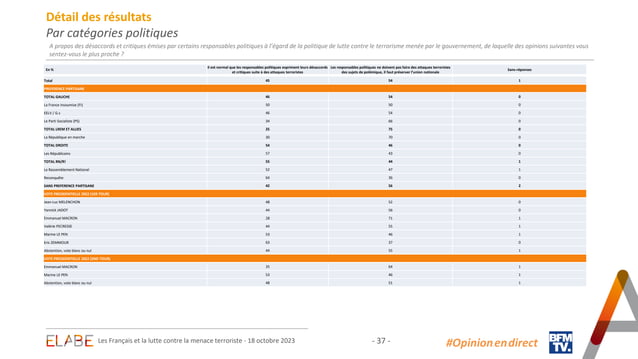 Détail des résultats
Par catégories politiques
A propos des désaccords et critiques émises par certains responsables politiques à l'égard de la politique de lutte contre le terrorisme menée par le gouvernement, de laquelle des opinions suivantes vous
sentez-vous le plus proche ?
En % Il est normal que les responsables politiques expriment leurs désaccords et critiques suite à des attaques terroristes Les responsables politiques ne doivent pas faire des attaques terroristes des sujets de polémique, il faut préserver l'union nationale Sans réponses
Total 45 54 1
PREFERENCE PARTISANE
TOTAL GAUCHE 46 54 0
La France insoumise (FI) 50 50 0
EELV / G.s 46 54 0
Le Parti Socialiste (PS) 34 66 0
TOTAL LREM ET ALLIES 25 75 0
La République en marche 30 70 0
TOTAL DROITE 54 46 0
Les Républicains 57 43 0
TOTAL RN/RI 55 44 1
Le Rassemblement National 52 47 1
Reconquête 64 36 0
SANS PREFERENCE PARTISANE 42 56 2
VOTE PRESIDENTIELLE 2022 (1ER TOUR)
Jean-Luc MELENCHON 48 52 0
Yannick JADOT 44 56 0
Emmanuel MACRON 28 71 1
Valérie PECRESSE 44 55 1
Marine LE PEN 53 46 1
Eric ZEMMOUR 63 37 0
Abstention, vote blanc ou nul 44 55 1
VOTE PRESIDENTIELLE 2022 (2ND TOUR)
Emmanuel MACRON 35 64 1
Marine LE PEN 53 46 1
Abstention, vote blanc ou nul 48 51 1
ELABE Les Français et la lutte contre la menace terroriste - 18 octobre 2023 - 37 - #Opinionendirect BFM TV.